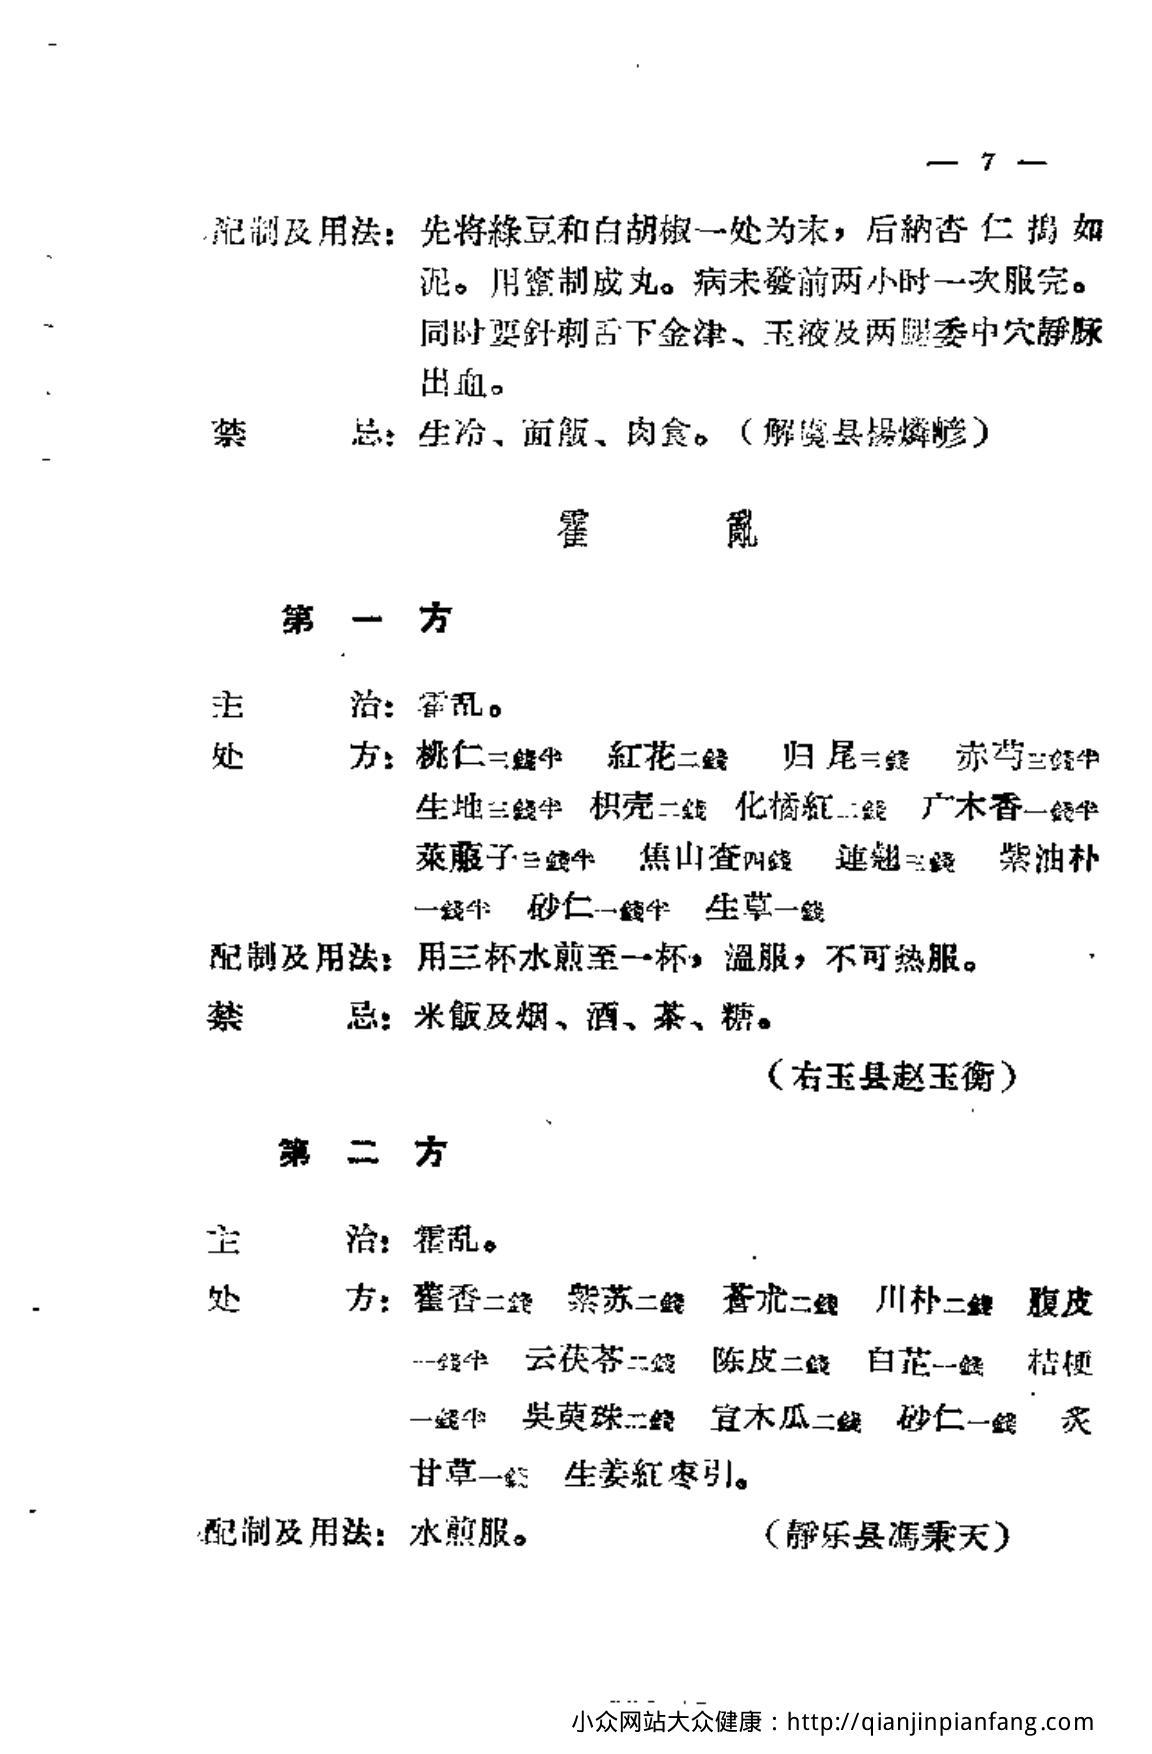 — 7 —
配制及用法：先将綠豆和白胡椒一处为末，后納杏仁搗如
泥。用蜜制成丸。病未發前两小时一次服完。
同时要針刺舌下金津、玉液及两腿委中穴靜脉
出血。
禁　　忌：生冷、面飯、肉食。（解虞县楊燐
霍　　亂
第一方
主　　治：霍乱。
处　　方：桃仁三錢半　紅花二錢　归尾三錢　赤芍三錢半
生地三錢半　枳壳二錢　化橘紅二錢　广木香一錢半
萊菔子三錢半　焦山査四錢　連翘三錢　紫油朴
一錢半　砂仁一錢半　生草一錢
配制及用法：用三杯水煎至一杯，溫服，不可热服。
禁　　忌：米飯及烟、酒、茶、糖。
（右玉县赵玉衡）
第二方
主　　治：霍乱。
处　　方：藿香二錢　紫苏二錢　蒼朮二錢　川朴二錢　腹皮
一錢半　云茯苓二錢　陈皮二錢　白芷一錢　桔梗
一錢半　吳萸珠二錢　宣木瓜二錢　砂仁一錢　炙
甘草一錢　生姜紅枣引。
配制及用法：水煎服。　（靜乐县馮秉天）
小众网站大众健康：http://qianjinpianfang.com